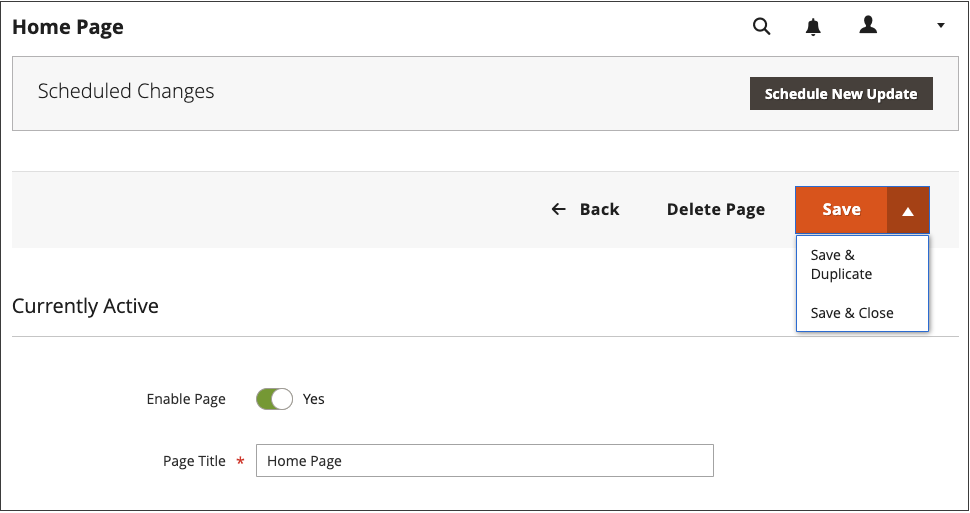 Home Page
Scheduled Changes
Schedule New Update
← Back
Delete Page
Save
Save &
Duplicate
Save & Close
Currently Active
Enable Page
Yes
Page Title *
Home Page